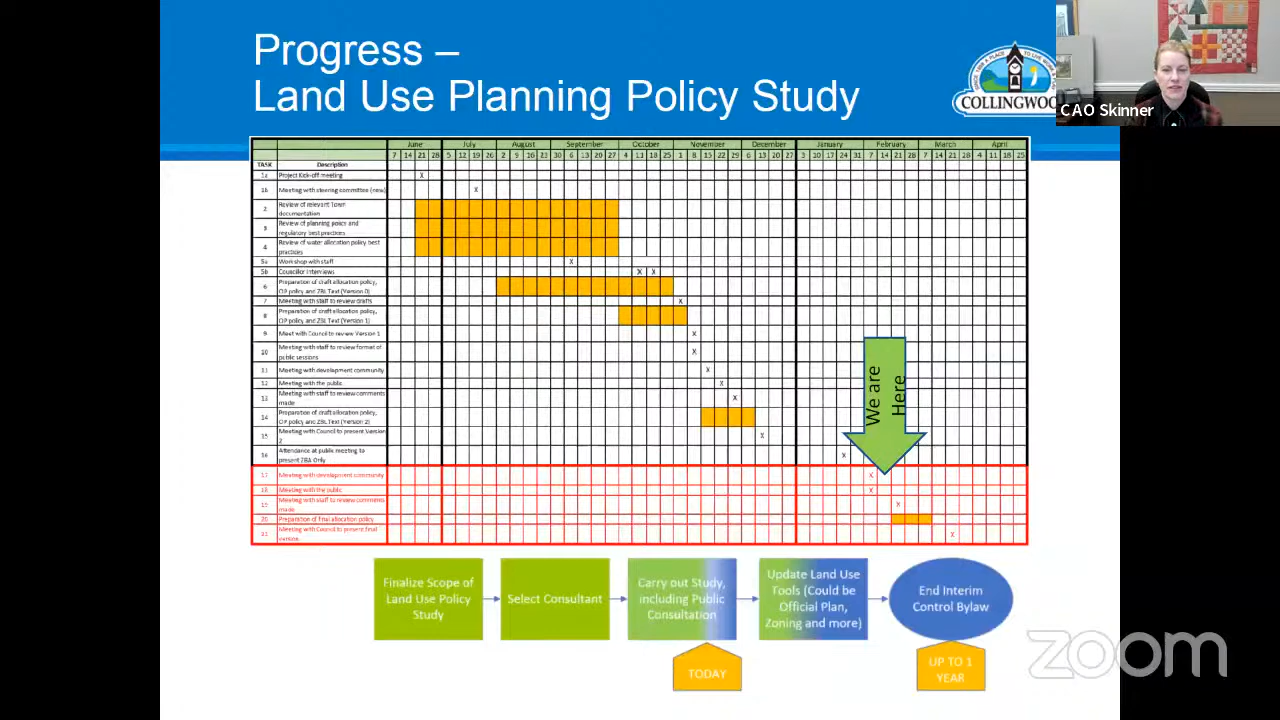 Progress –
Land Use Planning Policy Study
COLLINGWOO
CAO Skinner
June July August September October November December January February March April
7 14 21 28 5 12 19 26 2 9 16 23 30 6 13 20 27 4 11 18 25 1 8 15 22 29 6 13 20 27 3 10 17 24 31 7 14 21 28 7 14 21 28 4 11 18 25
TASK Description
1a Project Kick-off meeting X
1b Meeting with steering committee (new) X
2 Review of relevant Town
documentation
3 Review of planning policy and
regulatory best practices
4 Review of water allocation policy best
practices
5a Workshop with staff X
5b Councillor Interviews X X
6 Preparation of draft allocation policy,
OP policy and ZBL Text (Version 0)
7 Meeting with staff to review drafts X
8 Preparation of draft allocation policy,
OP policy and ZBL Text (Version 1)
9 Meet with Council to review Version 1 X
10 Meeting with staff to review format of
public sessions X
11 Meeting with development community X
12 Meeting with the public X
13 Meeting with staff to review comments
made X
14 Preparation of draft allocation policy,
OP policy and ZBL Text (Version 2)
15 Meeting with Council to present Version
2 X
16 Attendance at public meeting to
present ZBA Only X
17 Meeting with development community X
18 Meeting with the public X
19 Meeting with staff to review comments
made X
20 Preparation of final allocation policy
Meeting with Council to present final
version X
We are
Here
Finalize Scope of
Land Use Policy
Study
Select Consultant
Carry out Study,
including Public
Consultation
Update Land Use
Tools (Could be
Official Plan,
Zoning and more)
End Interim
Control Bylaw
TODAY
UP TO 1
YEAR
zoom